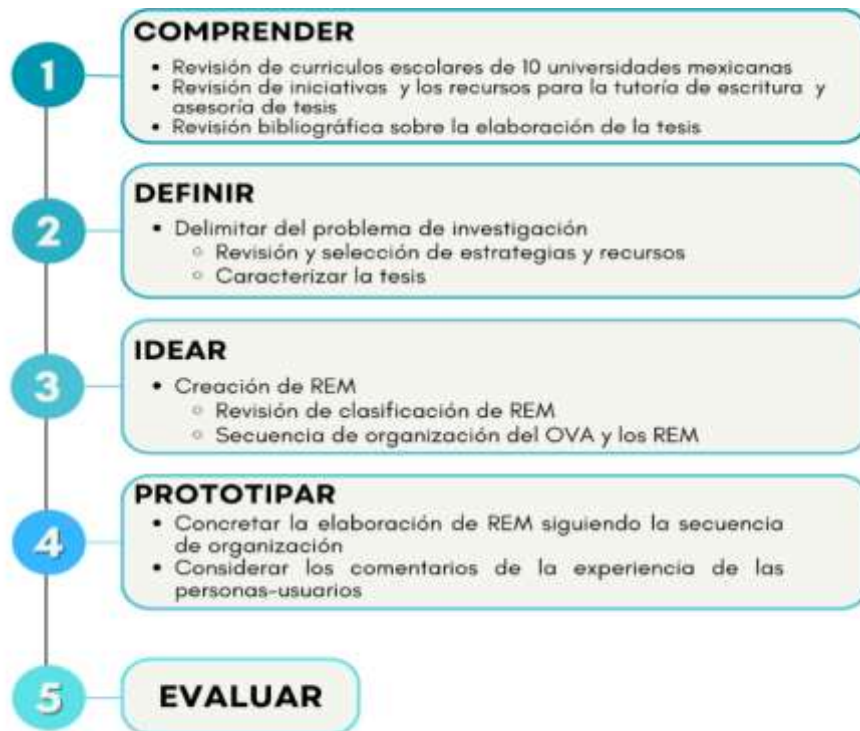 1
COMPRENDER
• Revisión de curriculos escolares de 10 universidades mexicanas
• Revisión de iniciativas y los recursos para la tutoría de escritura y
asesoría de tesis
• Revisión bibliográfica sobre la elaboración de la tesis
2
DEFINIR
• Delimitar del problema de investigación
○ Revisión y selección de estrategias y recursos
○ Caracterizar la tesis
3
IDEAR
• Creación de REM
○ Revisión de clasificación de REM
○ Secuencia de organización del OVA y los REM
4
PROTOTIPAR
• Concretar la elaboración de REM siguiendo la secuencia
de organización
• Considerar los comentarios de la experiencia de las
personas-usuarios
5
EVALUAR